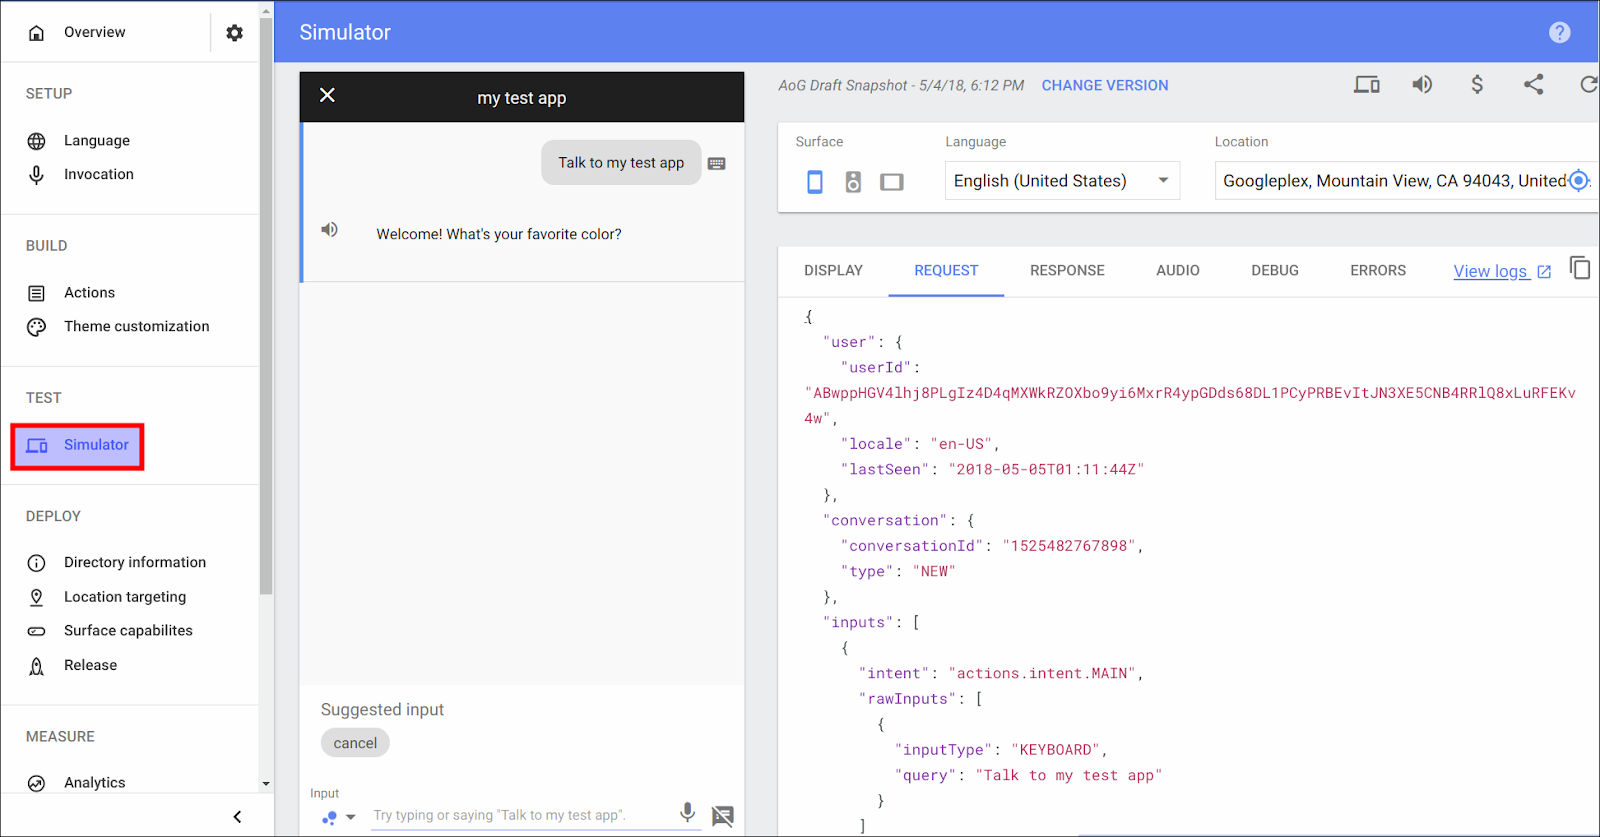 Overview
SETUP
Language
Invocation
BUILD
Actions
Theme customization
TEST
Simulator
DEPLOY
Directory information
Location targeting
Surface capabilites
Release
MEASURE
Analytics
Simulator
my test app
Talk to my test app
Welcome! What's your favorite color?
Suggested input
cancel
Input
Try typing or saying "Talk to my test app".
AoG Draft Snapshot - 5/4/18, 6:12 PM CHANGE VERSION
Surface
Language
Location
English (United States)
Googleplex, Mountain View, CA 94043, United
DISPLAY REQUEST RESPONSE AUDIO DEBUG ERRORS View logs
{
"user": {
"userId":
"ABwppHGV4lhj8PLgIz4D4qMXWkRZOXbo9yi6MxrR4ypGDds68DL1PCyPRBEvItJN3XE5CNB4RRlQ8xLuRFEKv
4w",
"locale": "en-US",
"lastSeen": "2018-05-05T01:11:44Z"
},
"conversation": {
"conversationId": "1525482767898",
"type": "NEW"
},
"inputs": [
{
"intent": "actions.intent.MAIN",
"rawInputs": [
{
"inputType": "KEYBOARD",
"query": "Talk to my test app"
}
]